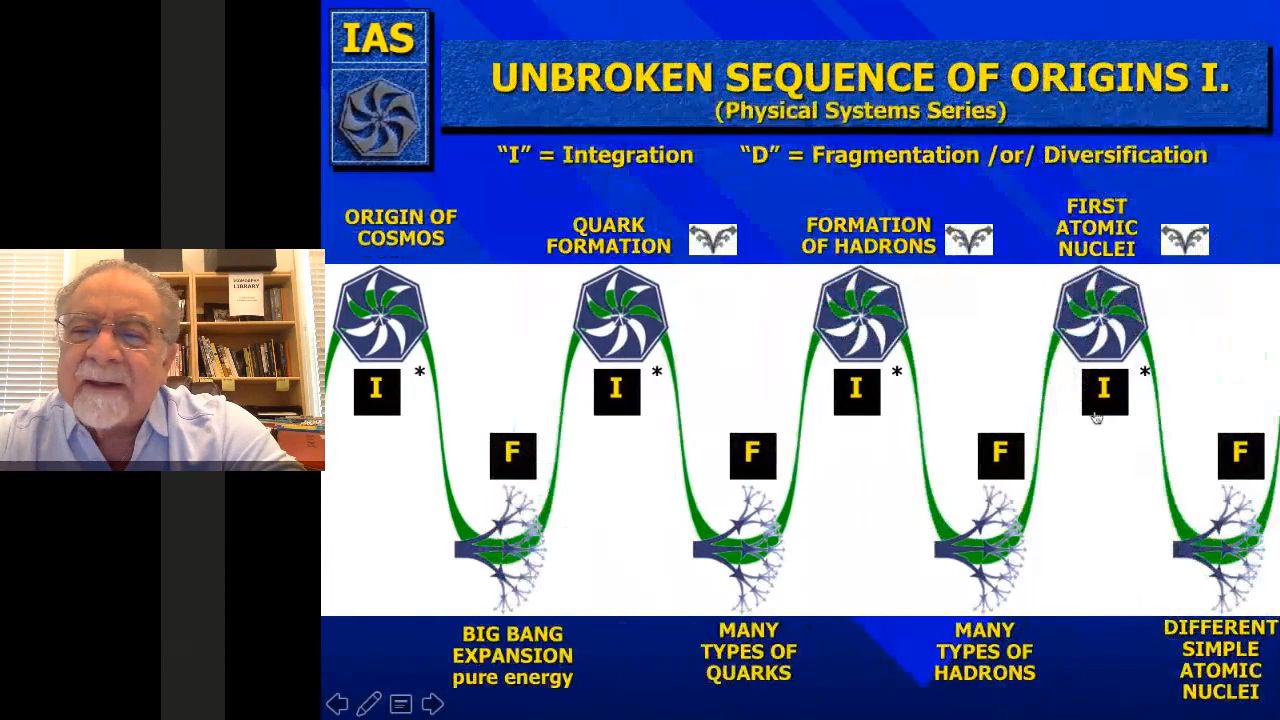 IAS
UNBROKEN SEQUENCE OF ORIGINS I.
(Physical Systems Series)
“I” = Integration “D” = Fragmentation /or/ Diversification
ORIGIN OF
COSMOS
QUARK
FORMATION
FORMATION
OF HADRONS
FIRST
ATOMIC
NUCLEI
LIBRARY
I *
I *
I *
I *
F
F
F
F
BIG BANG
EXPANSION
pure energy
MANY
TYPES OF
QUARKS
MANY
TYPES OF
HADRONS
DIFFERENT
SIMPLE
ATOMIC
NUCLEI